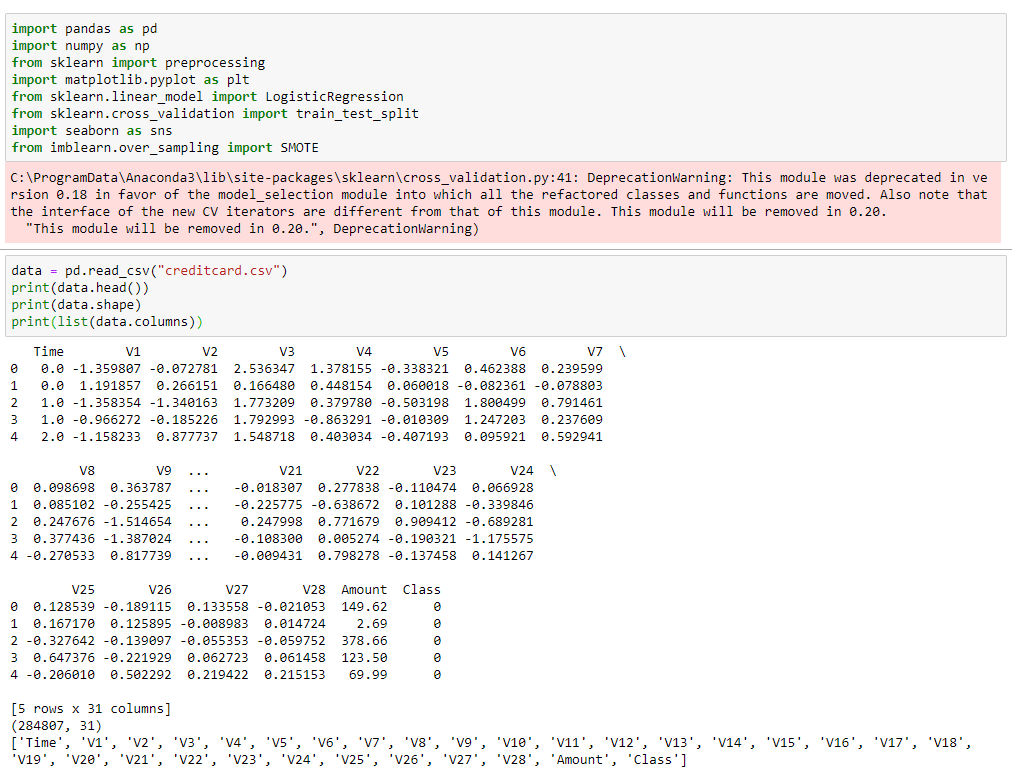 import pandas as pd
import numpy as np
from sklearn import preprocessing
import matplotlib.pyplot as plt
from sklearn.linear_model import LogisticRegression
from sklearn.cross_validation import train_test_split
import seaborn as sns
from imblearn.over_sampling import SMOTE
C:\ProgramData\Anaconda3\lib\site-packages\sklearn\cross_validation.py:41: DeprecationWarning: This module was deprecated in ve
rsion 0.18 in favor of the model_selection module into which all the refactored classes and functions are moved. Also note that
the interface of the new CV iterators are different from that of this module. This module will be removed in 0.20.
  "This module will be removed in 0.20.", DeprecationWarning)
data = pd.read_csv("creditcard.csv")
print(data.head())
print(data.shape)
print(list(data.columns))
   Time        V1        V2        V3        V4        V5        V6        V7  \
0   0.0 -1.359807 -0.072781  2.536347  1.378155 -0.338321  0.462388  0.239599
1   0.0  1.191857  0.266151  0.166480  0.448154  0.060018 -0.082361 -0.078803
2   1.0 -1.358354 -1.340163  1.773209  0.379780 -0.503198  1.800499  0.791461
3   1.0 -0.966272 -0.185226  1.792993 -0.863291 -0.010309  1.247203  0.237609
4   2.0 -1.158233  0.877737  1.548718  0.403034 -0.407193  0.095921  0.592941
         V8        V9  ...         V21       V22       V23       V24  \
0  0.098698  0.363787  ...   -0.018307  0.277838 -0.110474  0.066928
1  0.085102 -0.255425  ...   -0.225775 -0.638672  0.101288 -0.339846
2  0.247676 -1.514654  ...    0.247998  0.771679  0.909412 -0.689281
3  0.377436 -1.387024  ...   -0.108300  0.005274 -0.190321 -1.175575
4 -0.270533  0.817739  ...   -0.009431  0.798278 -0.137458  0.141267
        V25       V26       V27       V28  Amount  Class
0  0.128539 -0.189115  0.133558 -0.021053  149.62      0
1  0.167170  0.125895 -0.008983  0.014724    2.69      0
2 -0.327642 -0.139097 -0.055353 -0.059752  378.66      0
3  0.647376 -0.221929  0.062723  0.061458  123.50      0
4 -0.206010  0.502292  0.219422  0.215153   69.99      0
[5 rows x 31 columns]
(284807, 31)
['Time', 'V1', 'V2', 'V3', 'V4', 'V5', 'V6', 'V7', 'V8', 'V9', 'V10', 'V11', 'V12', 'V13', 'V14', 'V15', 'V16', 'V17', 'V18',
'V19', 'V20', 'V21', 'V22', 'V23', 'V24', 'V25', 'V26', 'V27', 'V28', 'Amount', 'Class']